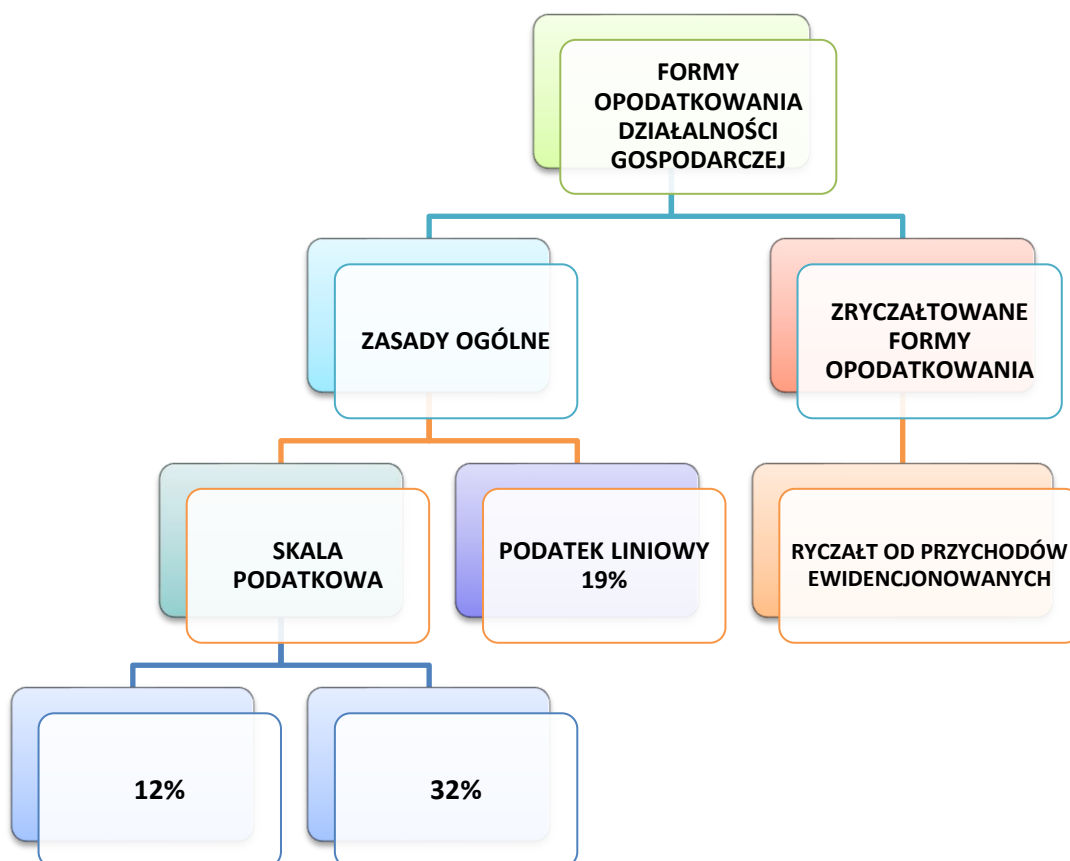 FORMY
OPODATKOWANIA
DZIAŁALNOŚCI
GOSPODARCZEJ
ZASADY OGÓLNE
ZRYCZAŁTOWANE
FORMY
OPODATKOWANIA
SKALA
PODATKOWA
PODATEK LINIOWY
19%
RYCZAŁT OD PRZYCHODÓW
EWIDENCJONOWANYCH
12%
32%